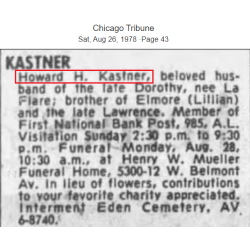 Chicago Tribune
Sat, Aug 26, 1978 · Page 43
KASTNER
Howard H. Kastner, beloved hus-
band of the late Dorothy, nee La
Flare; brother of Elmore (Lillian)
and the late Lawrence. Member of
First National Bank Post, 985, A.L.
Visitation Sunday 2:30 p.m. to 9:30
p.m. Funeral Monday, Aug. 28,
10:30 a.m., at Henry W. Mueller
Funeral Home, 5300-12 W. Belmont
Av. In lieu of flowers, contributions
to your favorite charity appreciated.
Interment Eden Cemetery, AV
6-8740.